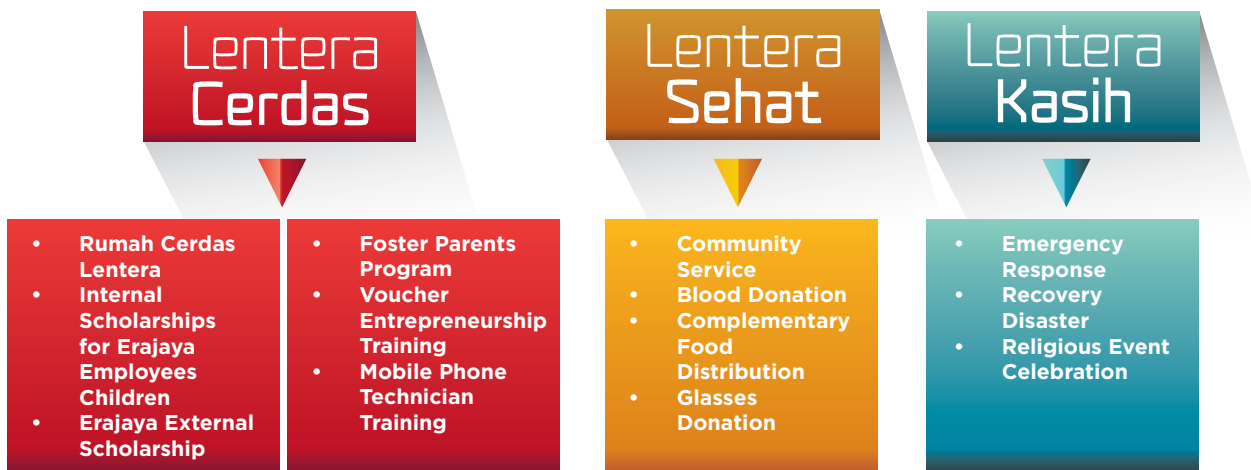 Lentera
Cerdas
• Rumah Cerdas
Lentera
• Internal
Scholarships
for Erajaya
Employees
Children
• Erajaya External
Scholarship
• Foster Parents
Program
• Voucher
Entrepreneurship
Training
• Mobile Phone
Technician
Training
Lentera
Sehat
• Community
Service
• Blood Donation
• Complementary
Food
Distribution
• Glasses
Donation
Lentera
Kasih
• Emergency
Response
• Recovery
Disaster
• Religious Event
Celebration